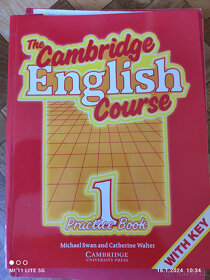 The
Cambridge
English
Course
1
Practice Book
Michael Swan and Catherine Walter
CAMBRIDGE
UNIVERSITY PRESS
WITH KEY
MI 11 LITE 5G
16.1.2024 10:34